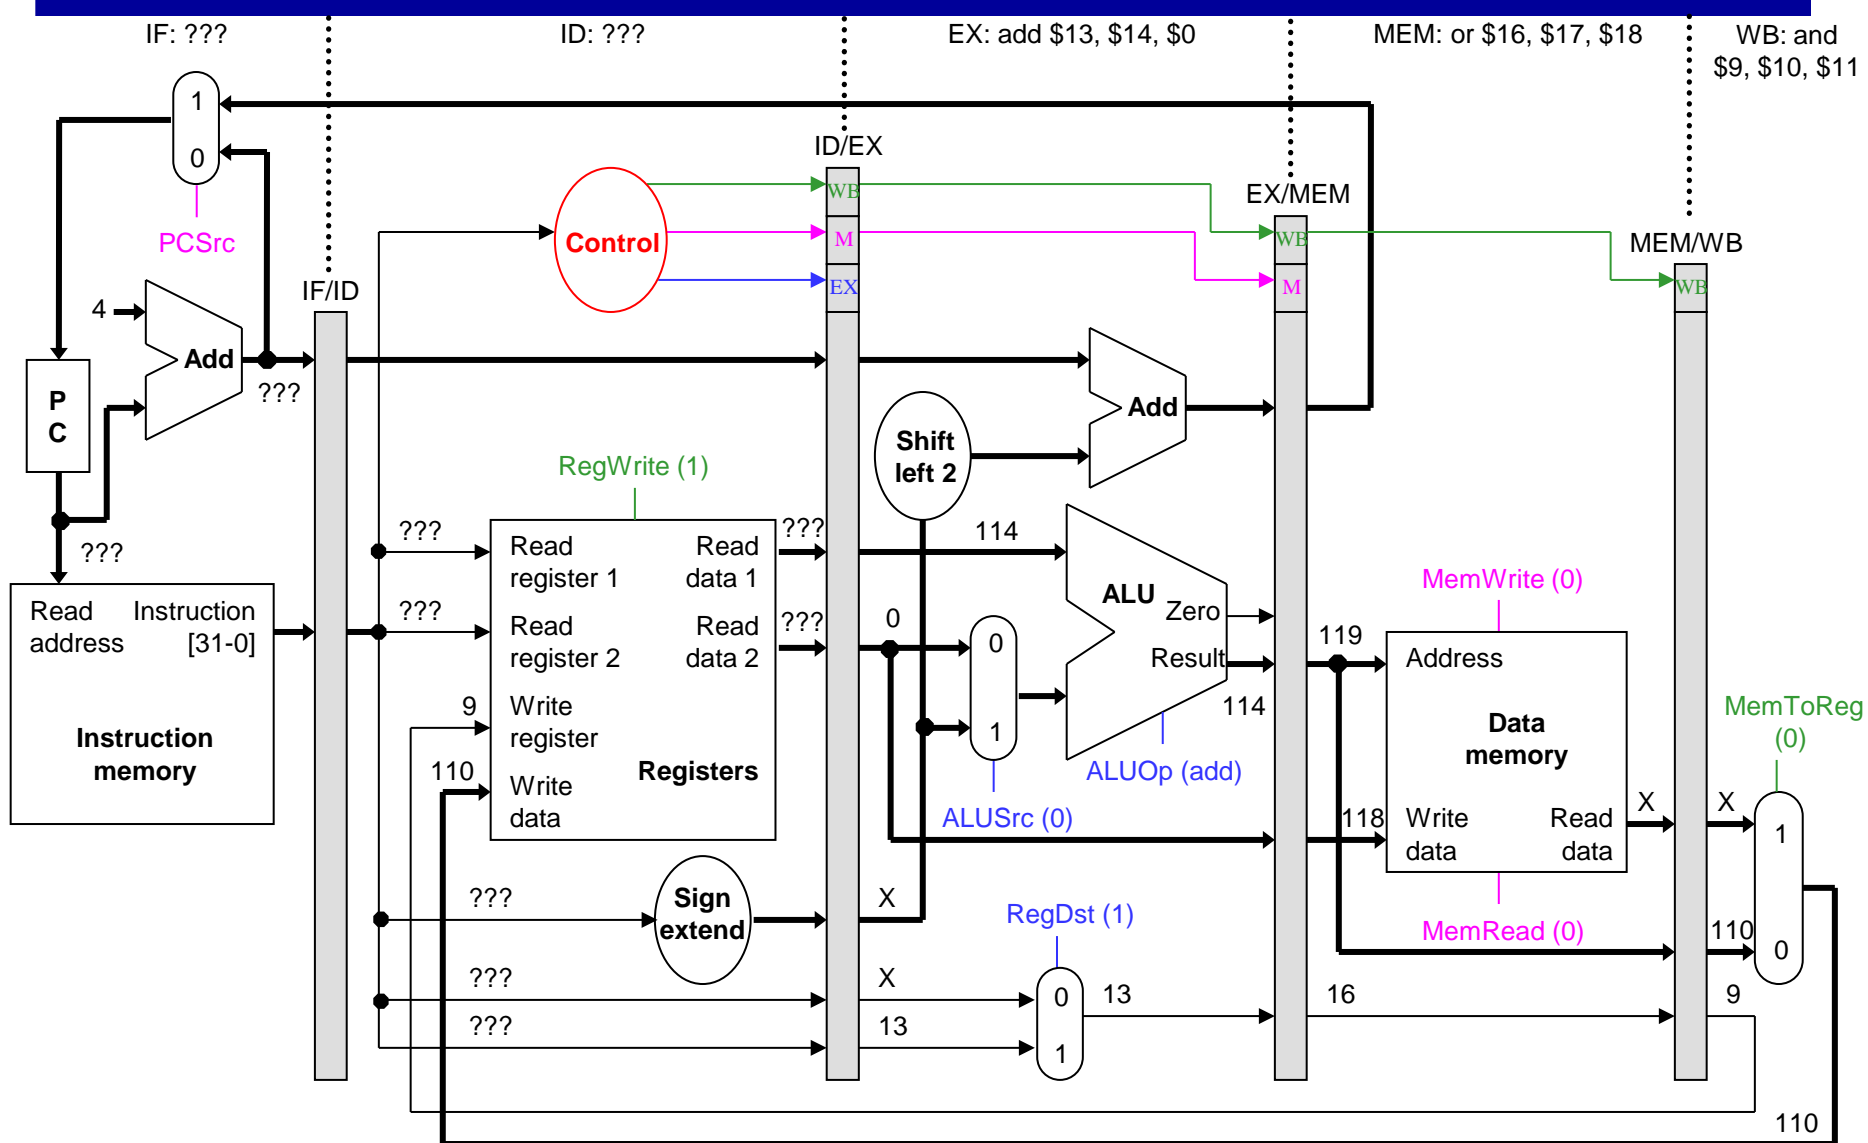 IF: ???
ID: ???
EX: add $13, $14, $0
MEM: or $16, $17, $18
WB: and
$9, $10, $11
1
0
PCSrc
4
Add
???
P
C
???
Read
address
Instruction
[31-0]
Instruction
memory
IF/ID
Control
RegWrite (1)
???
???
Read
register 1
Read
data 1
Read
register 2
Read
data 2
9
Write
register
110
Write
data
Registers
???
???
???
Sign
extend
???
???
ID/EX
WB
M
EX
Shift
left 2
Add
114
0
0
1
ALUSrc (0)
ALU
Zero
Result
114
ALUOp (add)
X
X
13
RegDst (1)
0
1
13
EX/MEM
WB
M
119
118
16
MemWrite (0)
Address
Data
memory
Write
data
Read
data
MemRead (0)
X
MEM/WB
WB
X
110
9
MemToReg
(0)
1
0
110